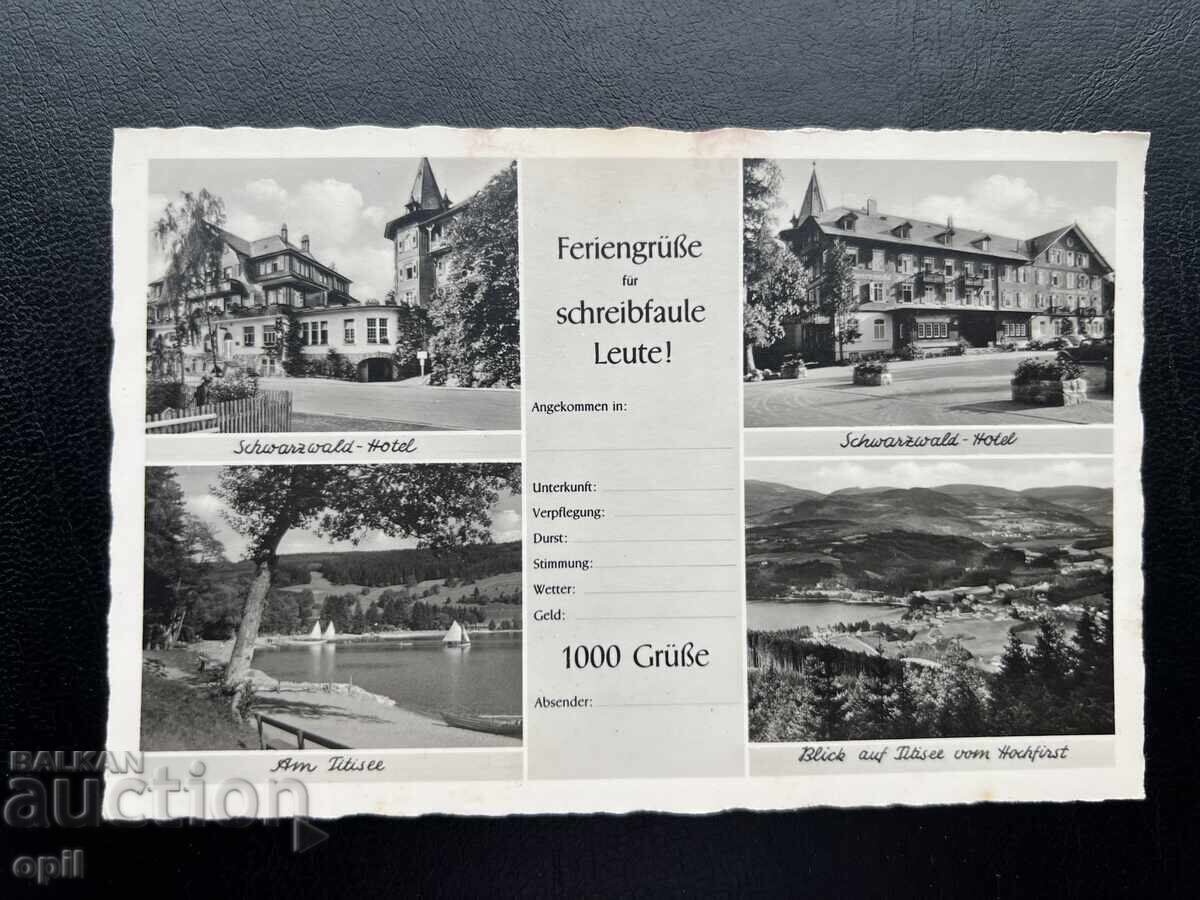 Schwarzwald-Hotel
Am Titisee
Feriengrüße
für
schreibfaule
Leute!
Angekommen in:
Unterkunft:
Verpflegung:
Durst:
Stimmung:
Wetter:
Geld:
1000 Grüße
Absender:
Schwarzwald-Hotel
Blick auf Titisee vom Hochfirst
BALKAN
auction
opil